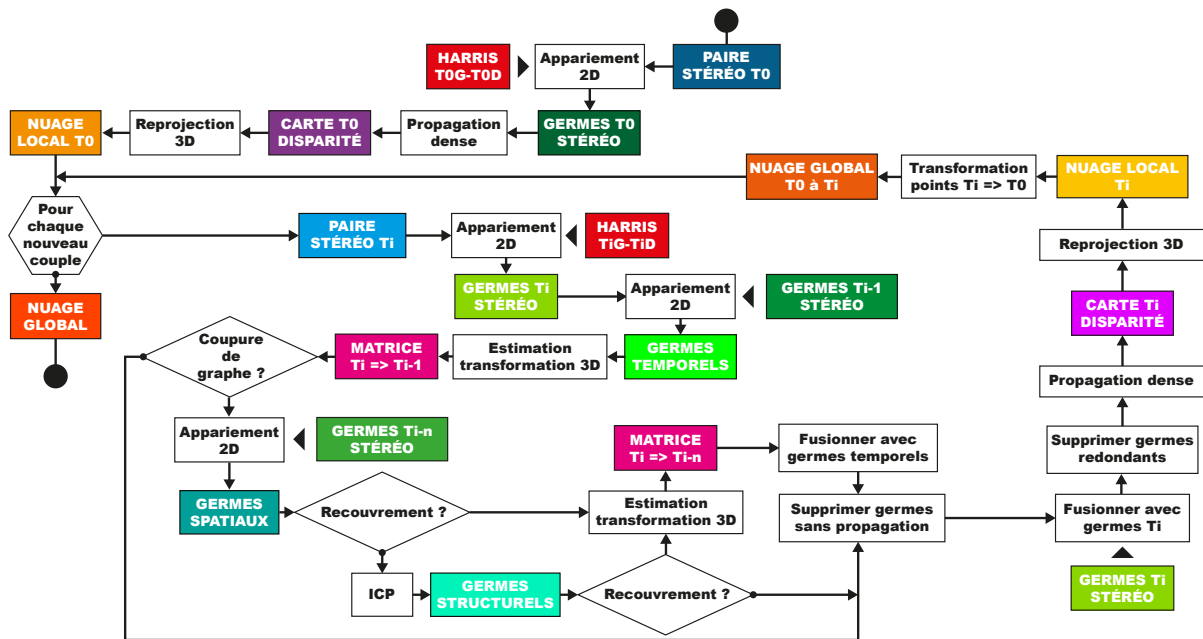 HARRIS
T0G-T0D
Appariement
2D
PAIRE
STÉRÉO T0
NUAGE
LOCAL T0
Reprojection
3D
CARTE T0
DISPARITÉ
Propagation
dense
GERMES T0
STÉRÉO
NUAGE GLOBAL
T0 à Ti
Transformation
points Ti => T0
NUAGE LOCAL
Ti
Pour
chaque
nouveau
couple
PAIRE
STÉRÉO Ti
Appariement
2D
HARRIS
TiG-TiD
Reprojection 3D
NUAGE
GLOBAL
GERMES Ti
STÉRÉO
Appariement
2D
GERMES Ti-1
STÉRÉO
CARTE Ti
DISPARITÉ
Coupure
de
graphe ?
MATRICE
Ti => Ti-1
Estimation
transformation 3D
GERMES
TEMPORELS
Propagation dense
Appariement
2D
GERMES Ti-n
STÉRÉO
MATRICE
Ti => Ti-n
Fusionner avec
germes temporels
Supprimer germes
redondants
GERMES
SPATIAUX
Recouvrement ?
Estimation
transformation 3D
Supprimer germes
sans propagation
Fusionner avec
germes Ti
ICP
GERMES
STRUCTURELS
Recouvrement ?
GERMES Ti
STÉRÉO